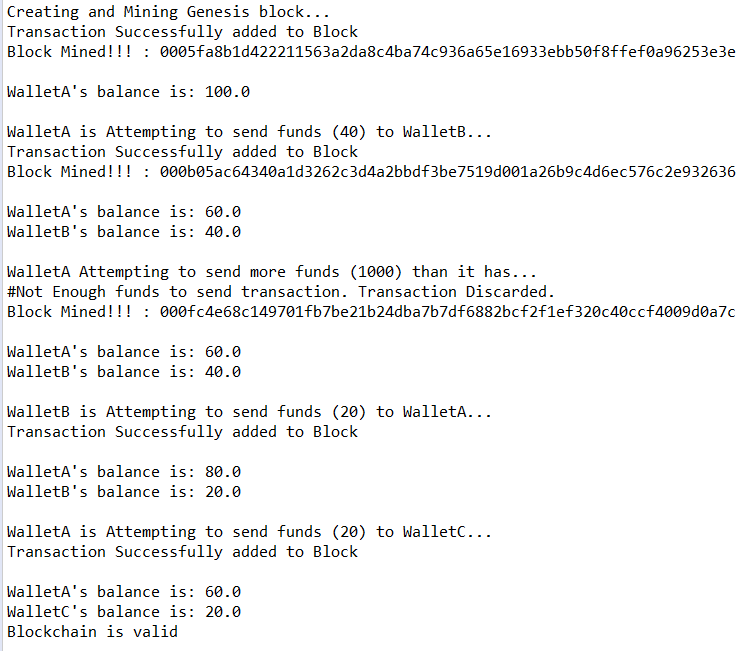 Creating and Mining Genesis block...
Transaction Successfully added to Block
Block Mined!!! : 0005fa8b1d422211563a2da8c4ba74c936a65e16933ebb50f8ffef0a96253e3e
WalletA's balance is: 100.0
WalletA is Attempting to send funds (40) to WalletB...
Transaction Successfully added to Block
Block Mined!!! : 000b05ac64340a1d3262c3d4a2bbdf3be7519d001a26b9c4d6ec576c2e932636
WalletA's balance is: 60.0
WalletB's balance is: 40.0
WalletA Attempting to send more funds (1000) than it has...
#Not Enough funds to send transaction. Transaction Discarded.
Block Mined!!! : 000fc4e68c149701fb7be21b24dba7b7df6882bcf2f1ef320c40ccf4009d0a7c
WalletA's balance is: 60.0
WalletB's balance is: 40.0
WalletB is Attempting to send funds (20) to WalletA...
Transaction Successfully added to Block
WalletA's balance is: 80.0
WalletB's balance is: 20.0
WalletA is Attempting to send funds (20) to WalletC...
Transaction Successfully added to Block
WalletA's balance is: 60.0
WalletC's balance is: 20.0
Blockchain is valid